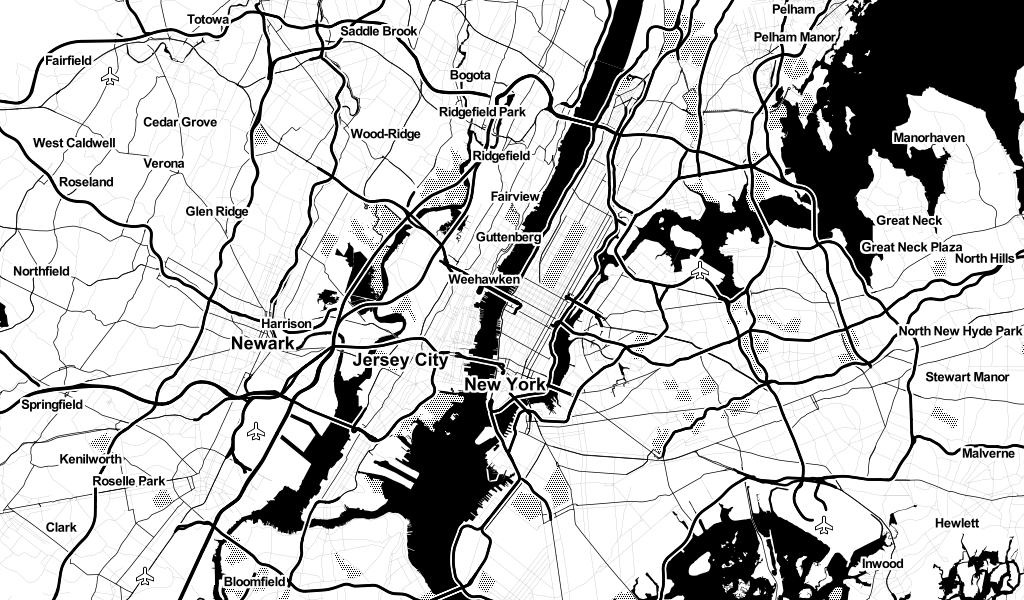 Pelham
Totowa
Saddle Brook
Pelham Manor
Fairfield
Bogota
Ridgefield Park
Cedar Grove
Wood-Ridge
Manorhaven
West Caldwell
Ridgefield
Verona
Roseland
Fairview
Glen Ridge
Great Neck
Guttenberg
Great Neck Plaza
North Hills
Northfield
Weehawken
Harrison
North New Hyde Park
Newark
Jersey City
New York
Stewart Manor
Springfield
Malverne
Kenilworth
Roselle Park
Clark
Hewlett
Inwood
Bloomfield